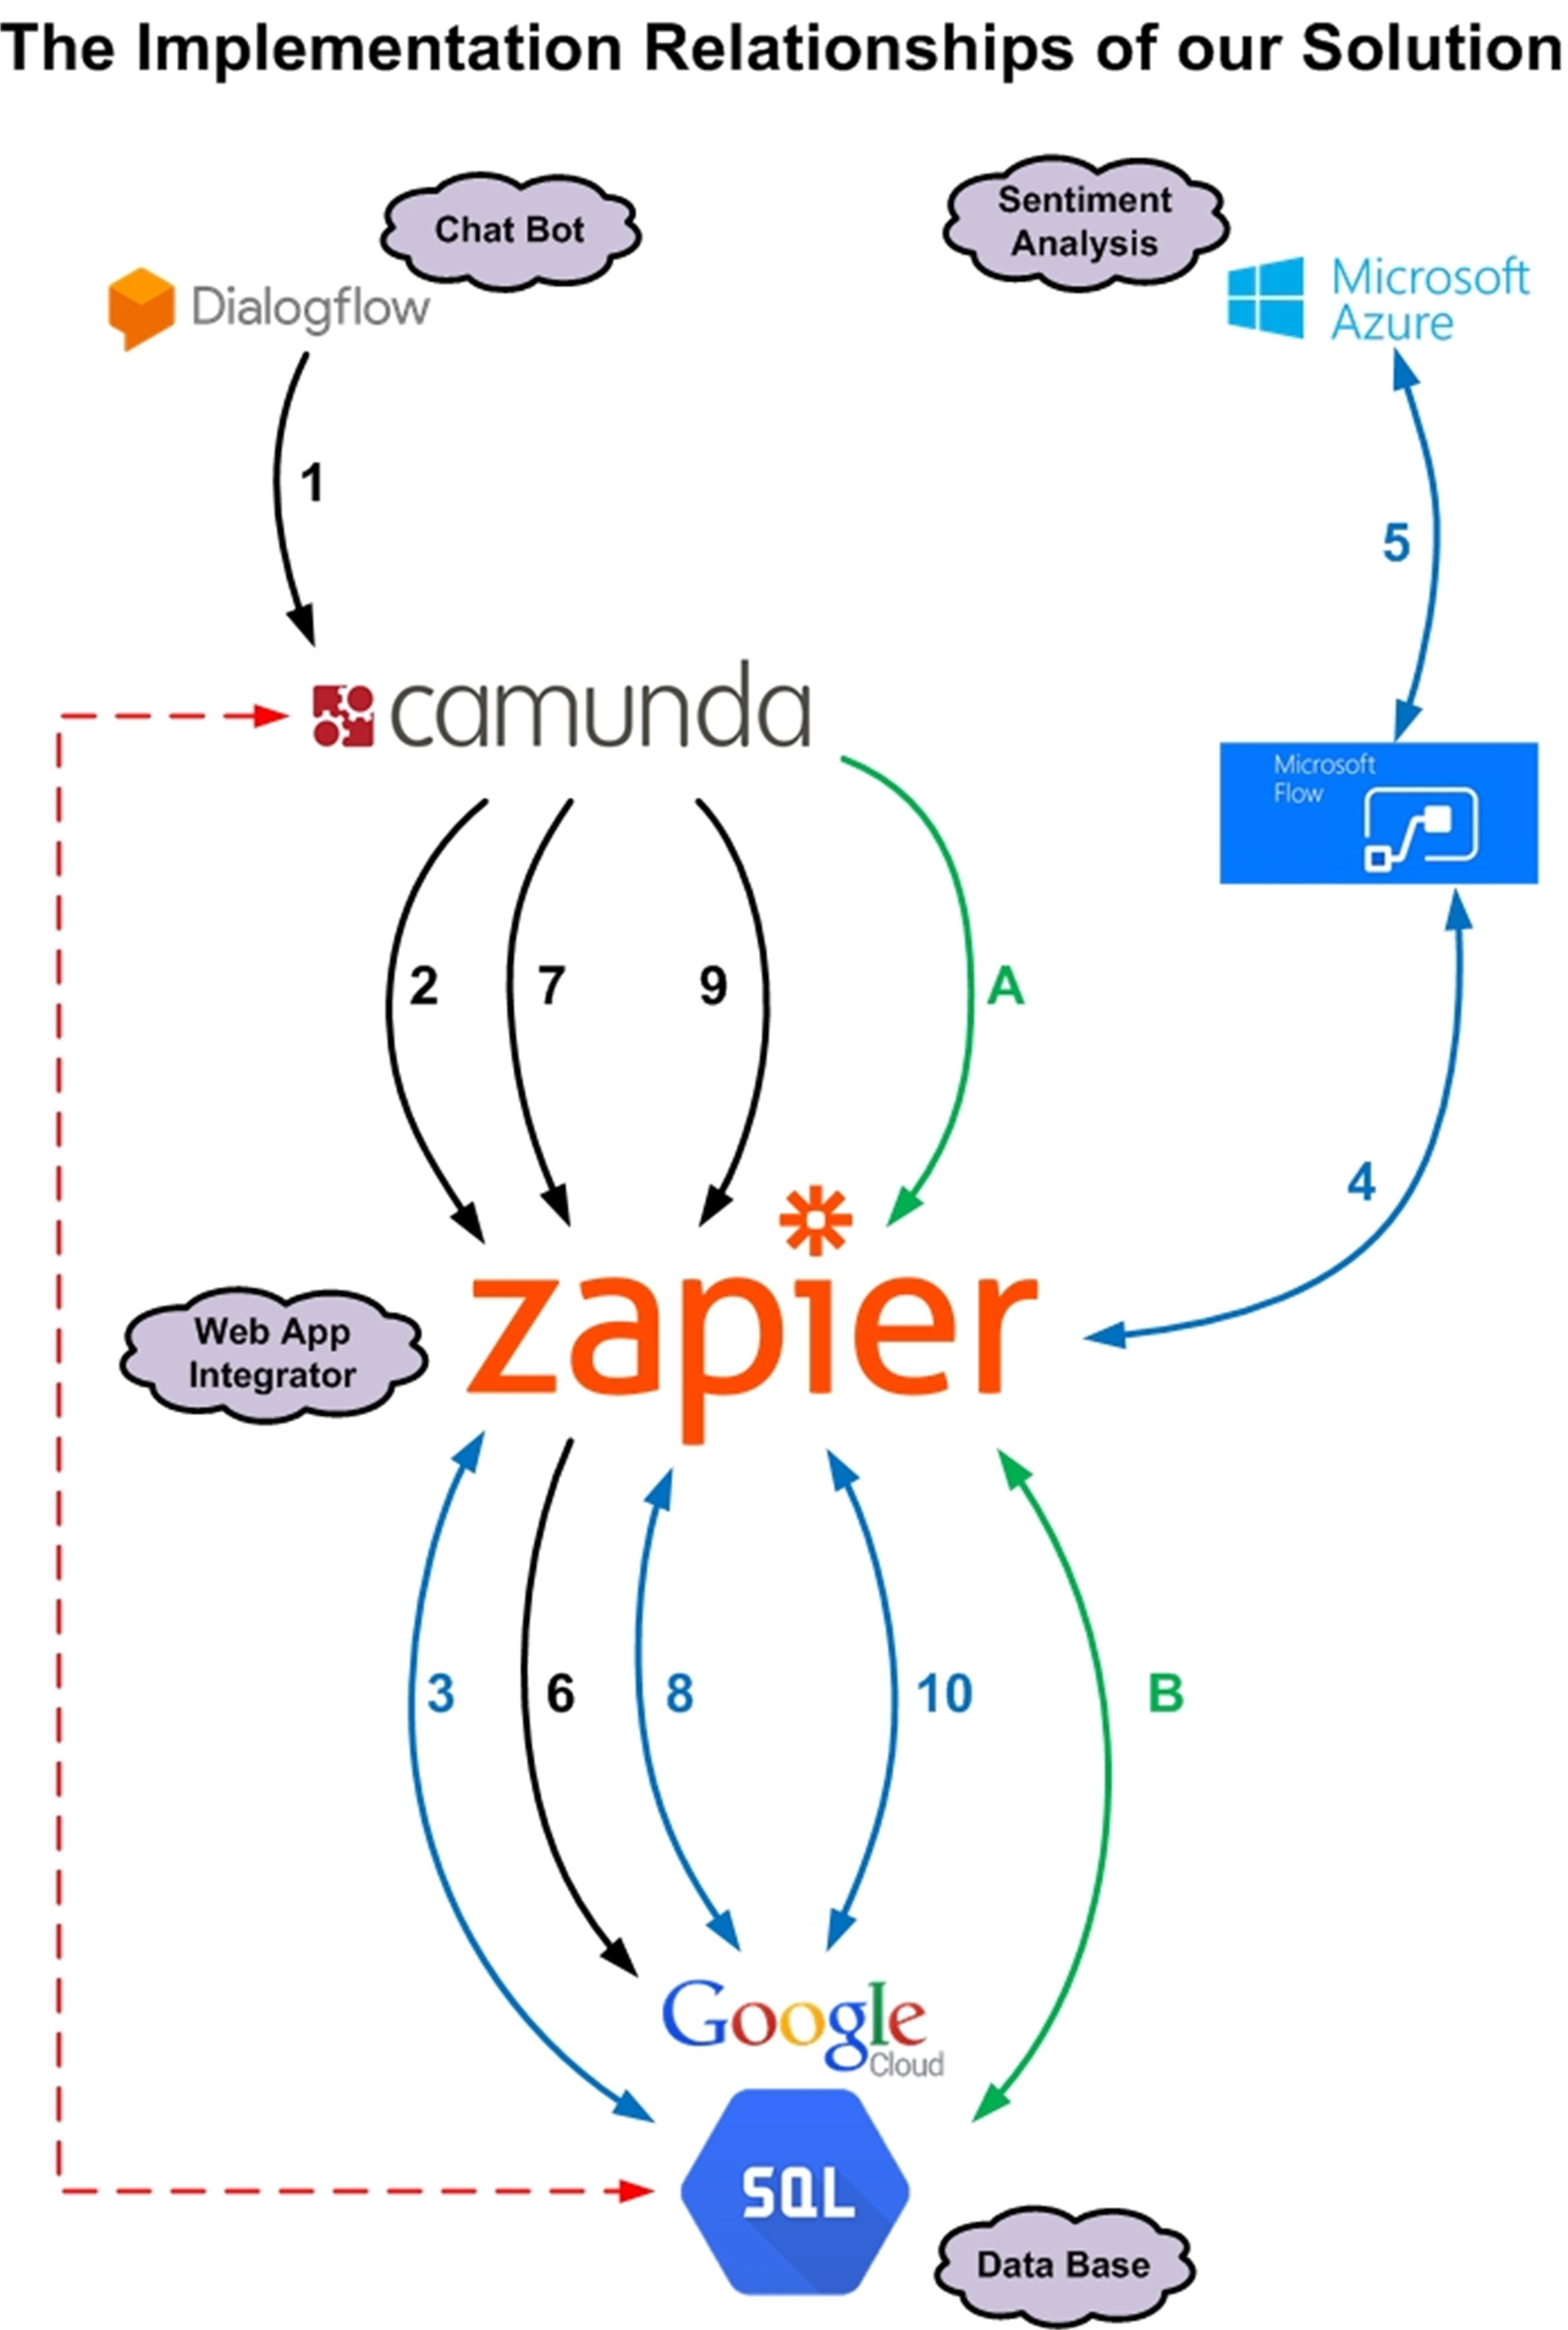 The Implementation Relationships of our Solution
Chat Bot
Sentiment
Analysis
Dialogflow
Microsoft
Azure
1
5
camunda
Microsoft
Flow
2
7
9
A
4
zapier
Web App
Integrator
3
6
8
10
B
Google
Cloud
SQL
Data Base